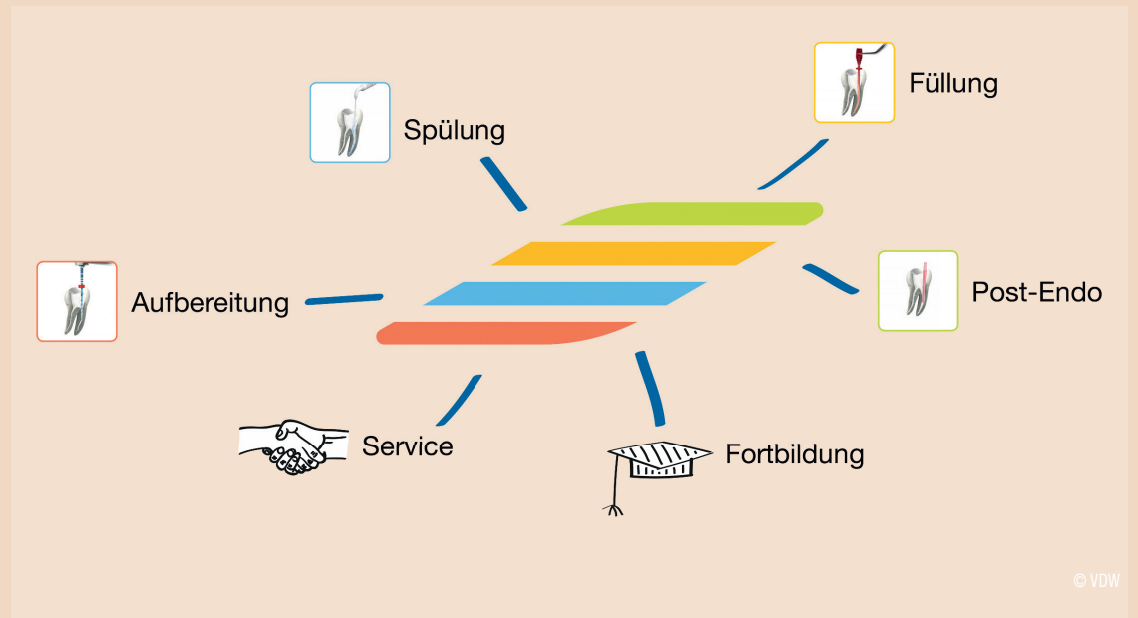 Füllung
Spülung
Post-Endo
Aufbereitung
Service
Fortbildung
© VDW